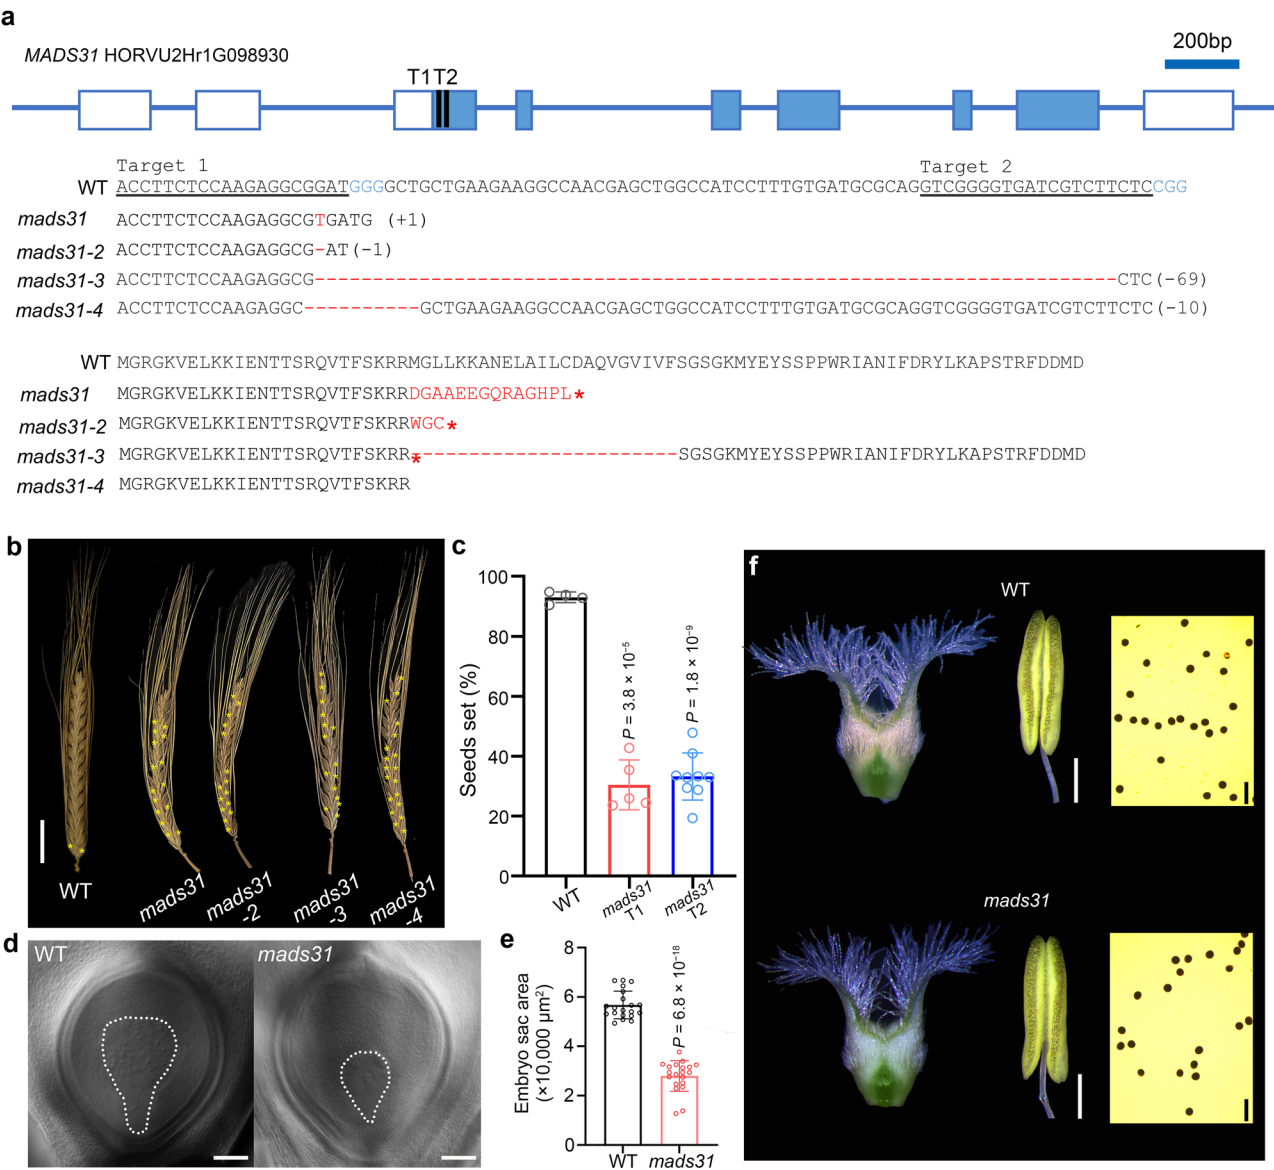 a
MADS31 HORVU2Hr1G098930
200bp
T1T2
Target 1
Target 2
WT ACCTTCTCCAAGAGGCGGATGGGGCTGCTGAAGAAGGCCAACGAGCTGGCCATCCTTTGTGATGCGCAGGTCGGGGTGATCGTCTTCTCCCGG
mads31 ACCTTCTCCAAGAGGCGTGATG (+1)
mads31-2 ACCTTCTCCAAGAGGCG-AT(-1)
mads31-3 ACCTTCTCCAAGAGGCG---------------------------------------------------------------------CTC(-69)
mads31-4 ACCTTCTCCAAGAGGC----------GCTGAAGAAGGCCAACGAGCTGGCCATCCTTTGTGATGCGCAGGTCGGGGTGATCGTCTTCTC(-10)
WT MGRGKVELKKIENTTSRQVTFSKRRMGLLKKANELAILCDAQVGVIVFSGSGKMYEYSSPPWRIANIFDRYLKAPSTRFDDMD
mads31 MGRGKVELKKIENTTSRQVTFSKRRDGAAEEGQRAGHPL*
mads31-2 MGRGKVELKKIENTTSRQVTFSKRRWGC*
mads31-3 MGRGKVELKKIENTTSRQVTFSKRR*-----------------------SGSGKMYEYSSPPWRIANIFDRYLKAPSTRFDDMD
mads31-4 MGRGKVELKKIENTTSRQVTFSKRR
b
WT
mads31
mads31
-2
mads31
-3
mads31
-4
c
Seeds set (%)
100
80
60
40
20
0
P = 3.8 × 10⁻⁵
P = 1.8 × 10⁻⁹
WT
mads31
T1
mads31
T2
d
WT
mads31
e
Embryo sac area
(×10,000 µm²)
8
6
4
2
0
P = 6.8 × 10⁻¹⁸
WT
mads31
f
WT
mads31